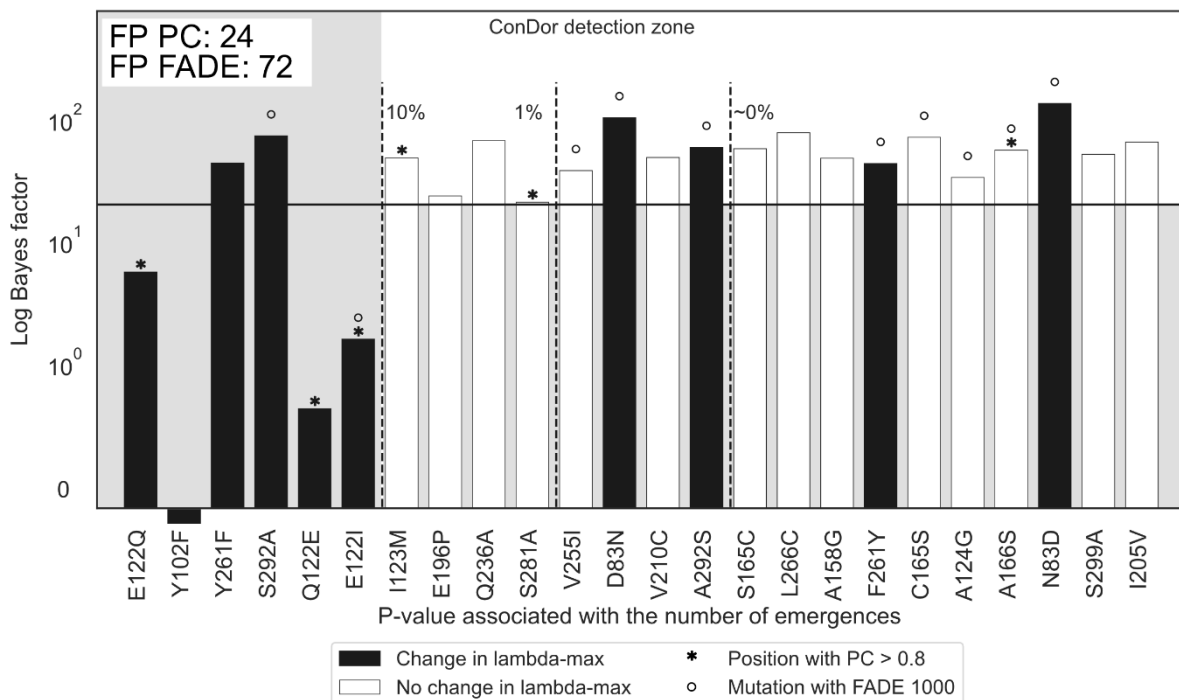 ConDor detection zone
FP PC: 24
FP FADE: 72
10%
1%
~0%
Log Bayes factor
10²
10¹
10⁰
0
E122Q
Y102F
Y261F
S292A
Q122E
E122I
I123M
E196P
Q236A
S281A
V255I
D83N
V210C
A292S
S165C
L266C
A158G
F261Y
C165S
A124G
A166S
N83D
S299A
I205V
P-value associated with the number of emergences
Change in lambda-max
* Position with PC > 0.8
No change in lambda-max
Mutation with FADE 1000